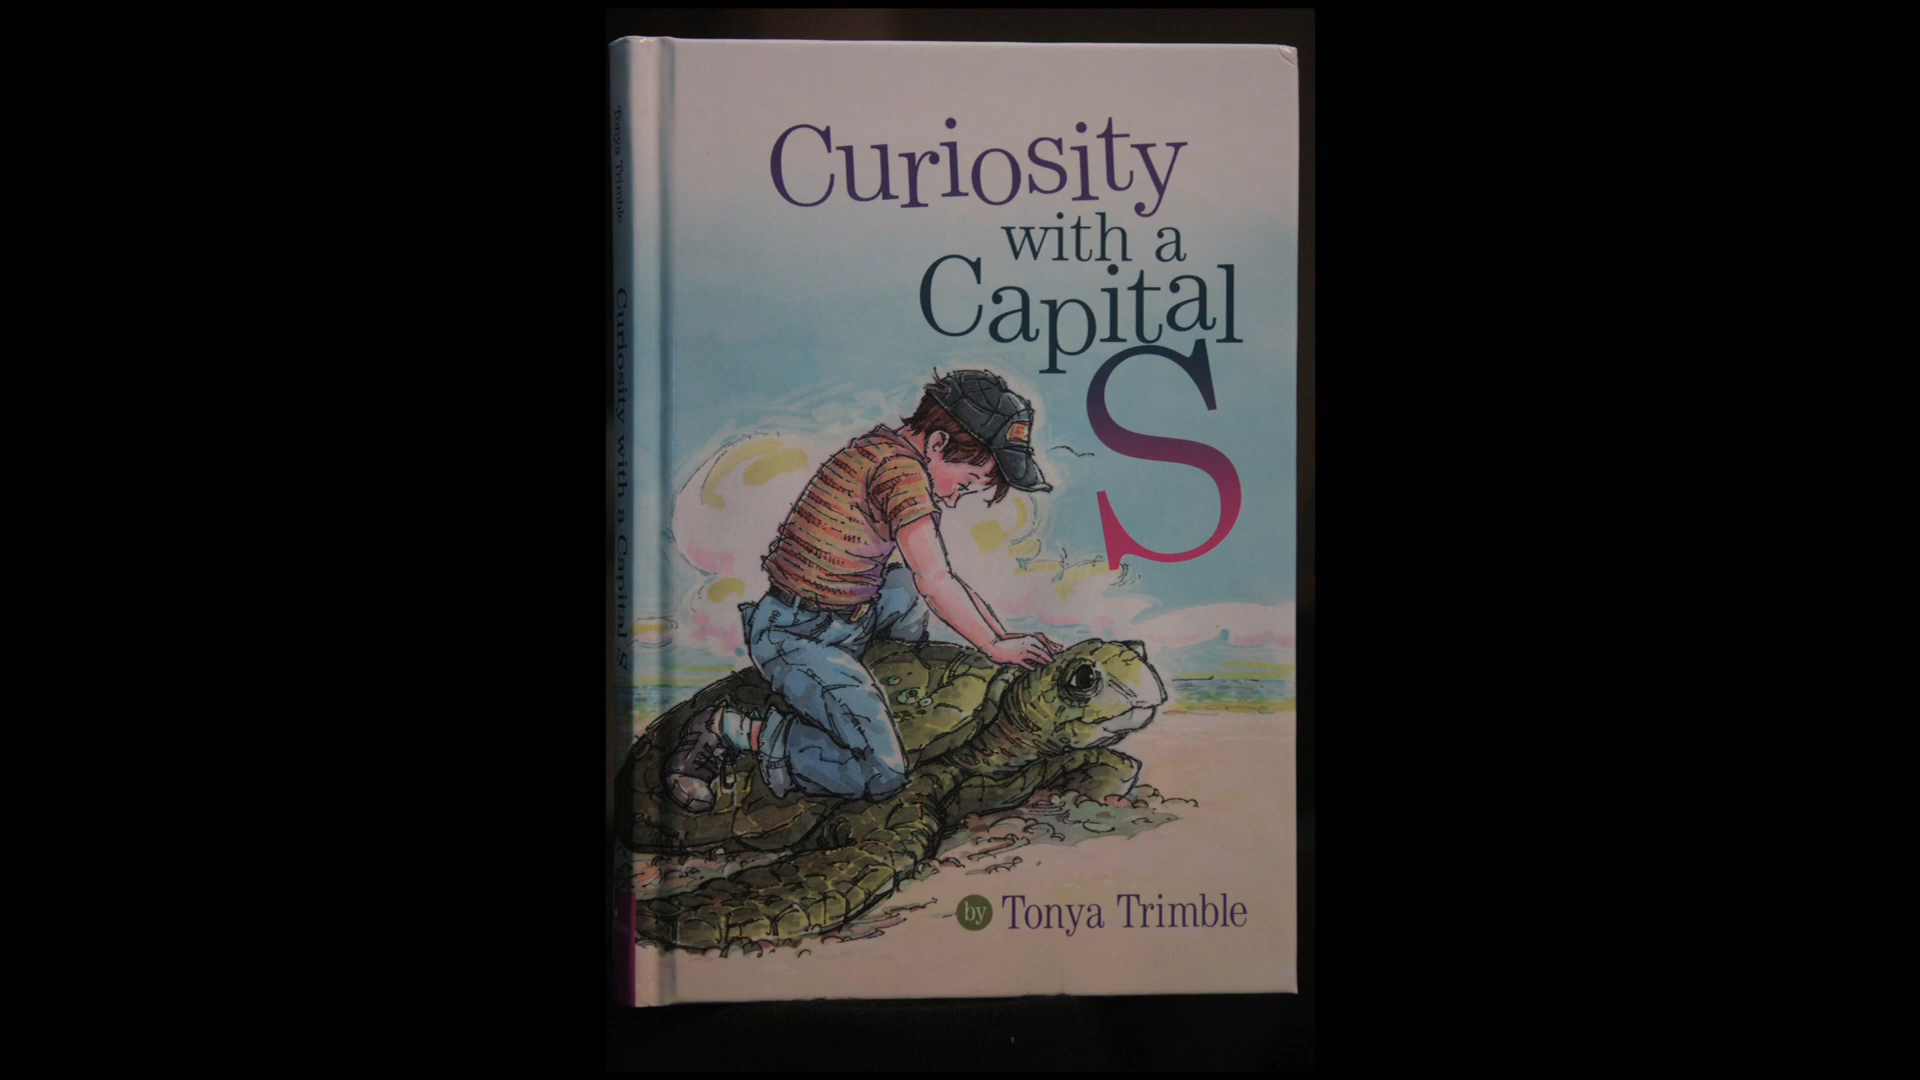 Curiosity
with a
Capital
S
by Tonya Trimble
Tonya Trimble Curiosity with a Capital S